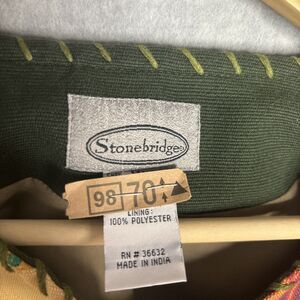 Stonebridge
98 70
LINING:
100% POLYESTER
RN # 36632
MADE IN INDIA